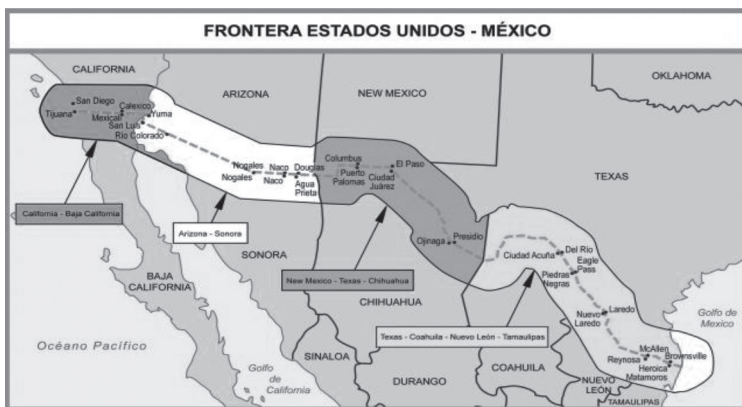 FRONTERA ESTADOS UNIDOS - MÉXICO
CALIFORNIA
ARIZONA
NEW MEXICO
OKLAHOMA
TEXAS
San Diego
Tijuana
Calexico
Mexicali
Yuma
San Luis
Río Colorado
Nogales
Nogales
Naco
Naco
Douglas
Agua
Prieta
Columbus
Puerto
Palomas
El Paso
Ciudad
Juárez
Ojinaga
Presidio
Ciudad Acuña
Del Río
Eagle
Pass
Piedras
Negras
Nuevo
Laredo
Laredo
McAllen
Reynosa
Brownsville
Heroica
Matamoros
California - Baja California
Arizona - Sonora
New Mexico - Texas - Chihuahua
Texas - Coahuila - Nuevo León - Tamaulipas
BAJA
CALIFORNIA
SONORA
CHIHUAHUA
SINALOA
DURANGO
COAHUILA
NUEVO
LEÓN
TAMAULIPAS
Océano Pacífico
Golfo
de
California
Golfo de
Mexico